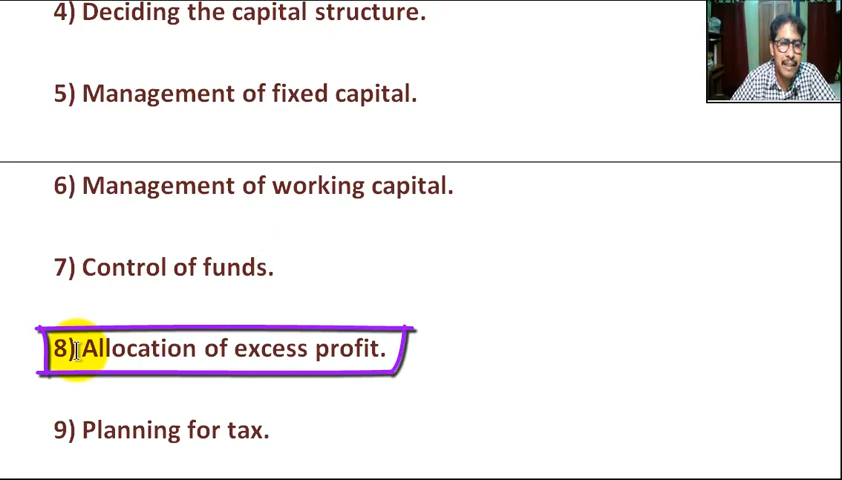 4) Deciding the capital structure.
5) Management of fixed capital.
6) Management of working capital.
7) Control of funds.
8) Allocation of excess profit.
9) Planning for tax.